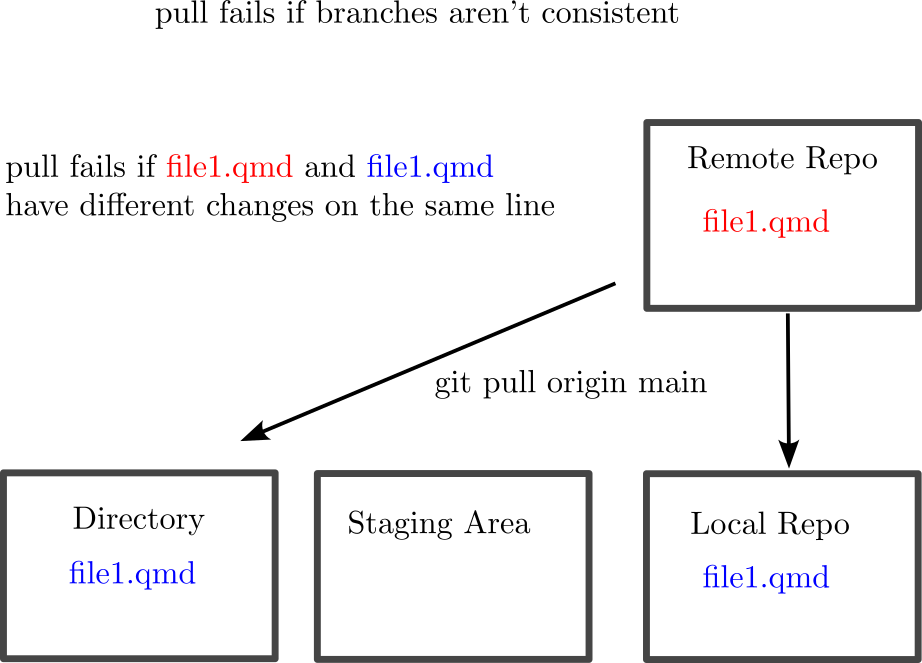 pull fails if branches aren't consistent
pull fails if file1.qmd and file1.qmd
have different changes on the same line
Remote Repo
file1.qmd
git pull origin main
Directory
file1.qmd
Staging Area
Local Repo
file1.qmd